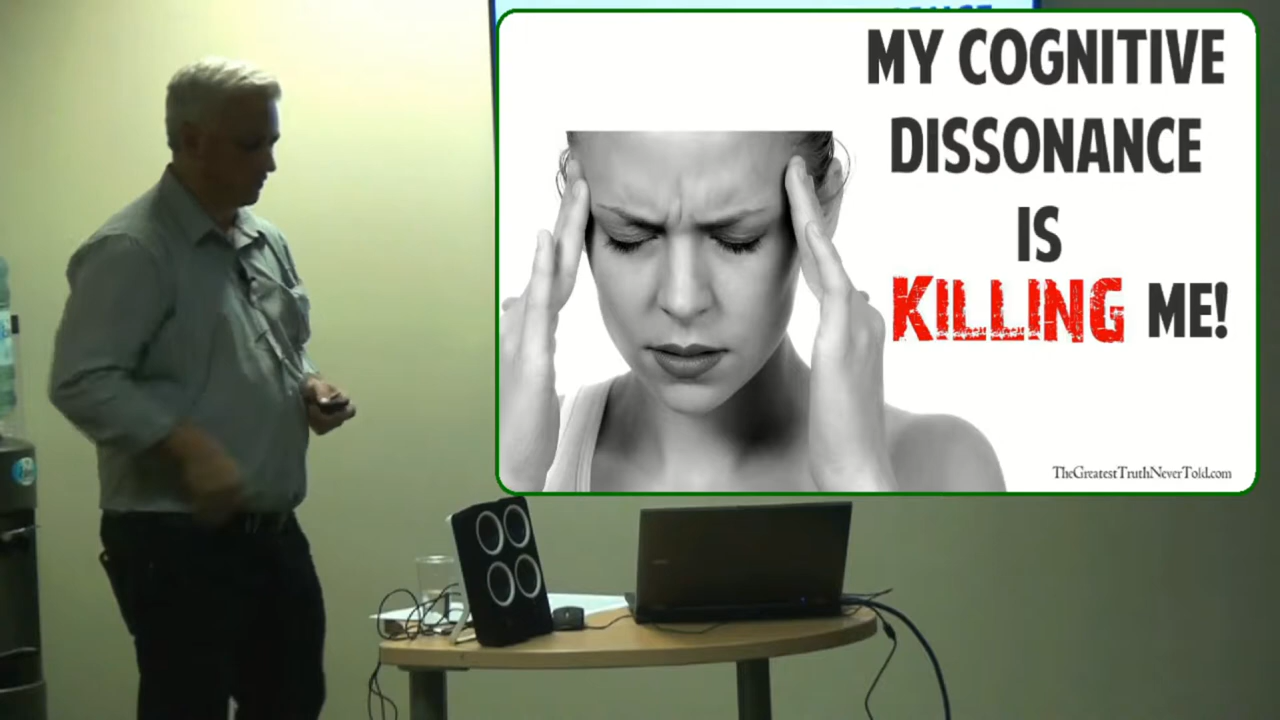 MY COGNITIVE
DISSONANCE
IS
KILLING ME!
TheGreatestTruthNeverTold.com